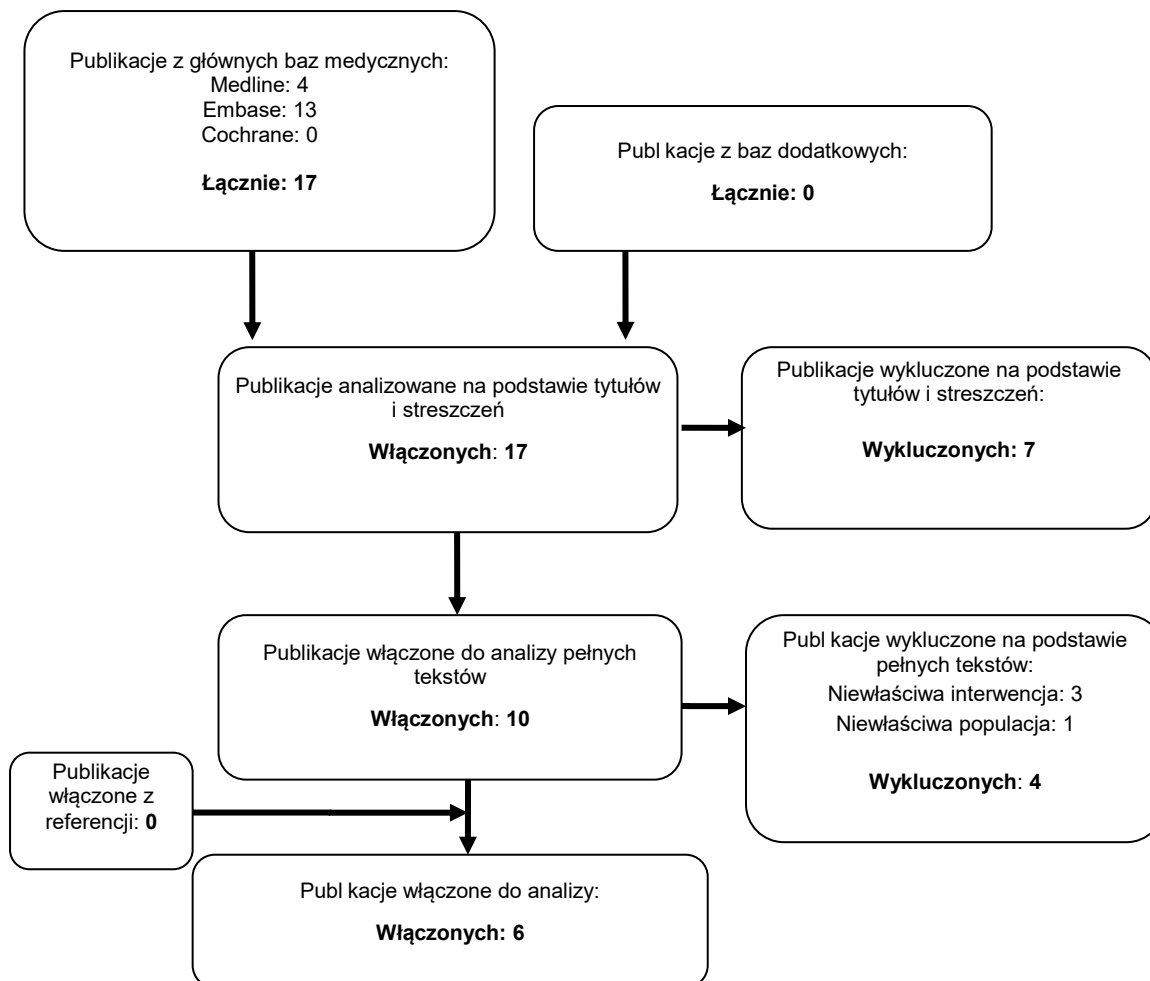 Publikacje z głównych baz medycznych:
Medline: 4
Embase: 13
Cochrane: 0
Łącznie: 17
Publ kacje z baz dodatkowych:
Łącznie: 0
Publikacje analizowane na podstawie tytułów
i streszczeń
Włączonych: 17
Publikacje wykluczone na podstawie
tytułów i streszczeń:
Wykluczonych: 7
Publikacje włączone do analizy pełnych
tekstów
Włączonych: 10
Publ kacje wykluczone na podstawie
pełnych tekstów:
Niewłaściwa interwencja: 3
Niewłaściwa populacja: 1
Wykluczonych: 4
Publikacje
włączone z
referencji: 0
Publ kacje włączone do analizy:
Włączonych: 6